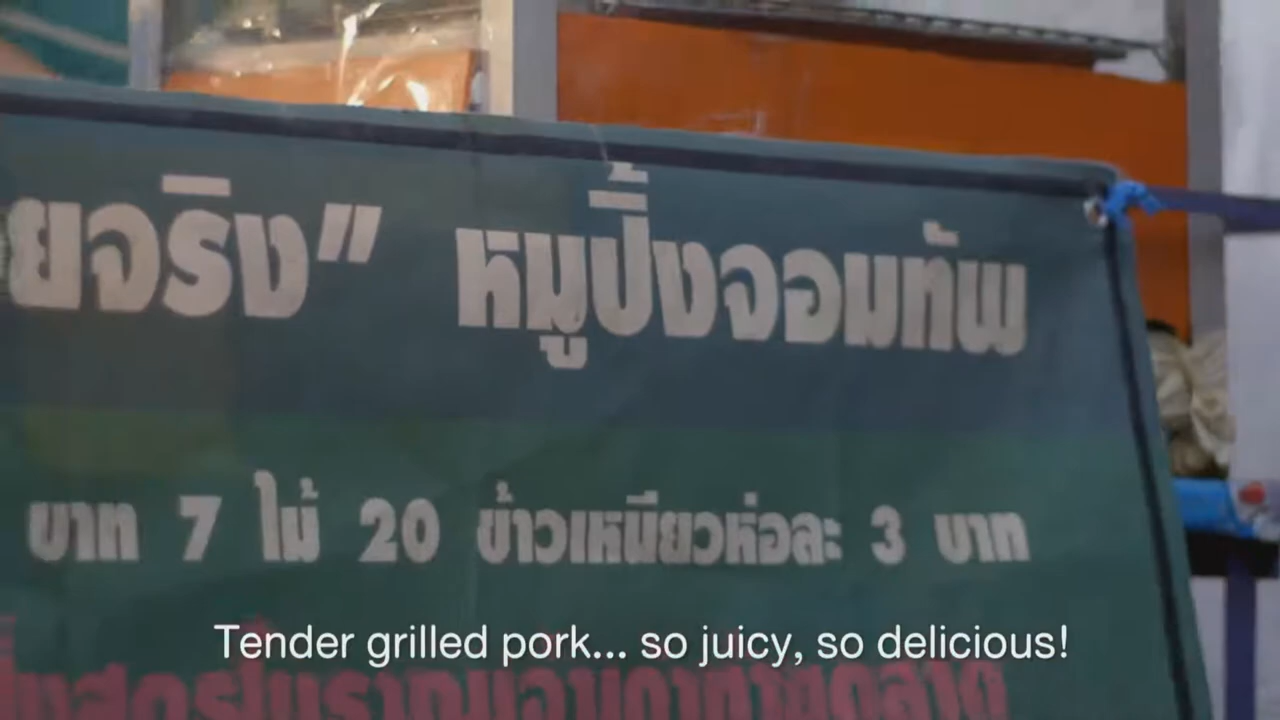 ยจริง" หมูปิ้งจอมทัพ
บาท 7 ไม้ 20 ข้าวเหนียวห่อละ 3 บาท
Tender grilled pork... so juicy, so delicious!